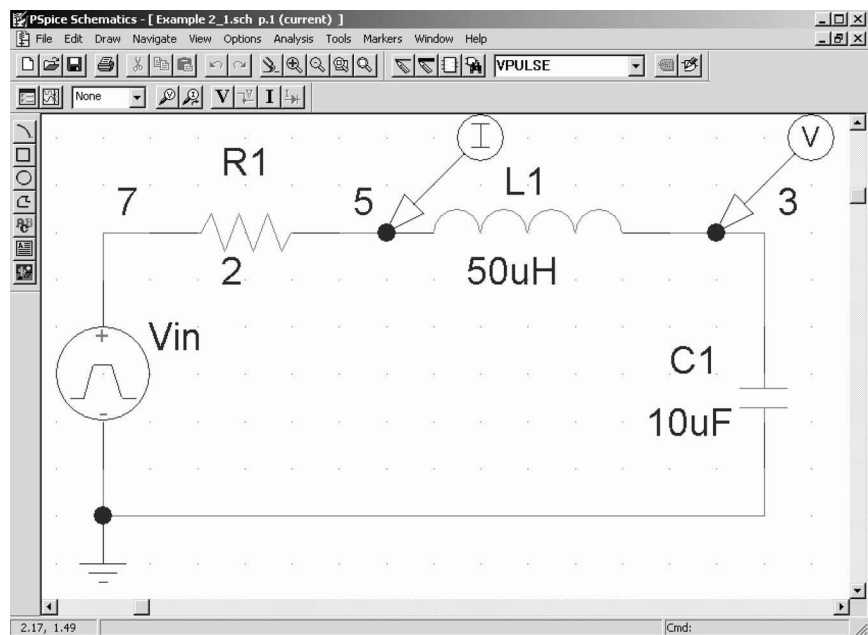 PSpice Schematics - [ Example 2_1.sch p.1 (current) ]
File Edit Draw Navigate View Options Analysis Tools Markers Window Help
VPULSE
None V I
I V
R1 L1
7 5 3
2 50uH
+ Vin
C1
10uF
-
2.17, 1.49 Cmd: